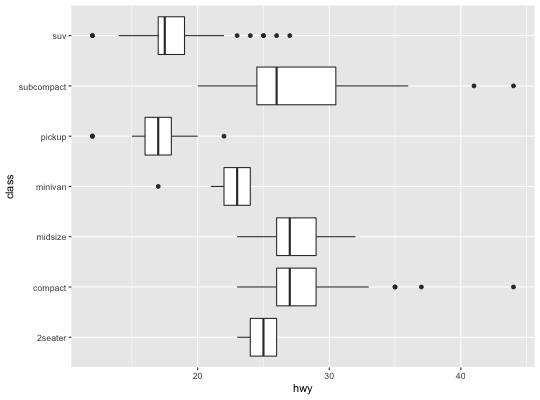 suv
subcompact
pickup
minivan
midsize
compact
2seater
class
20 30 40
hwy